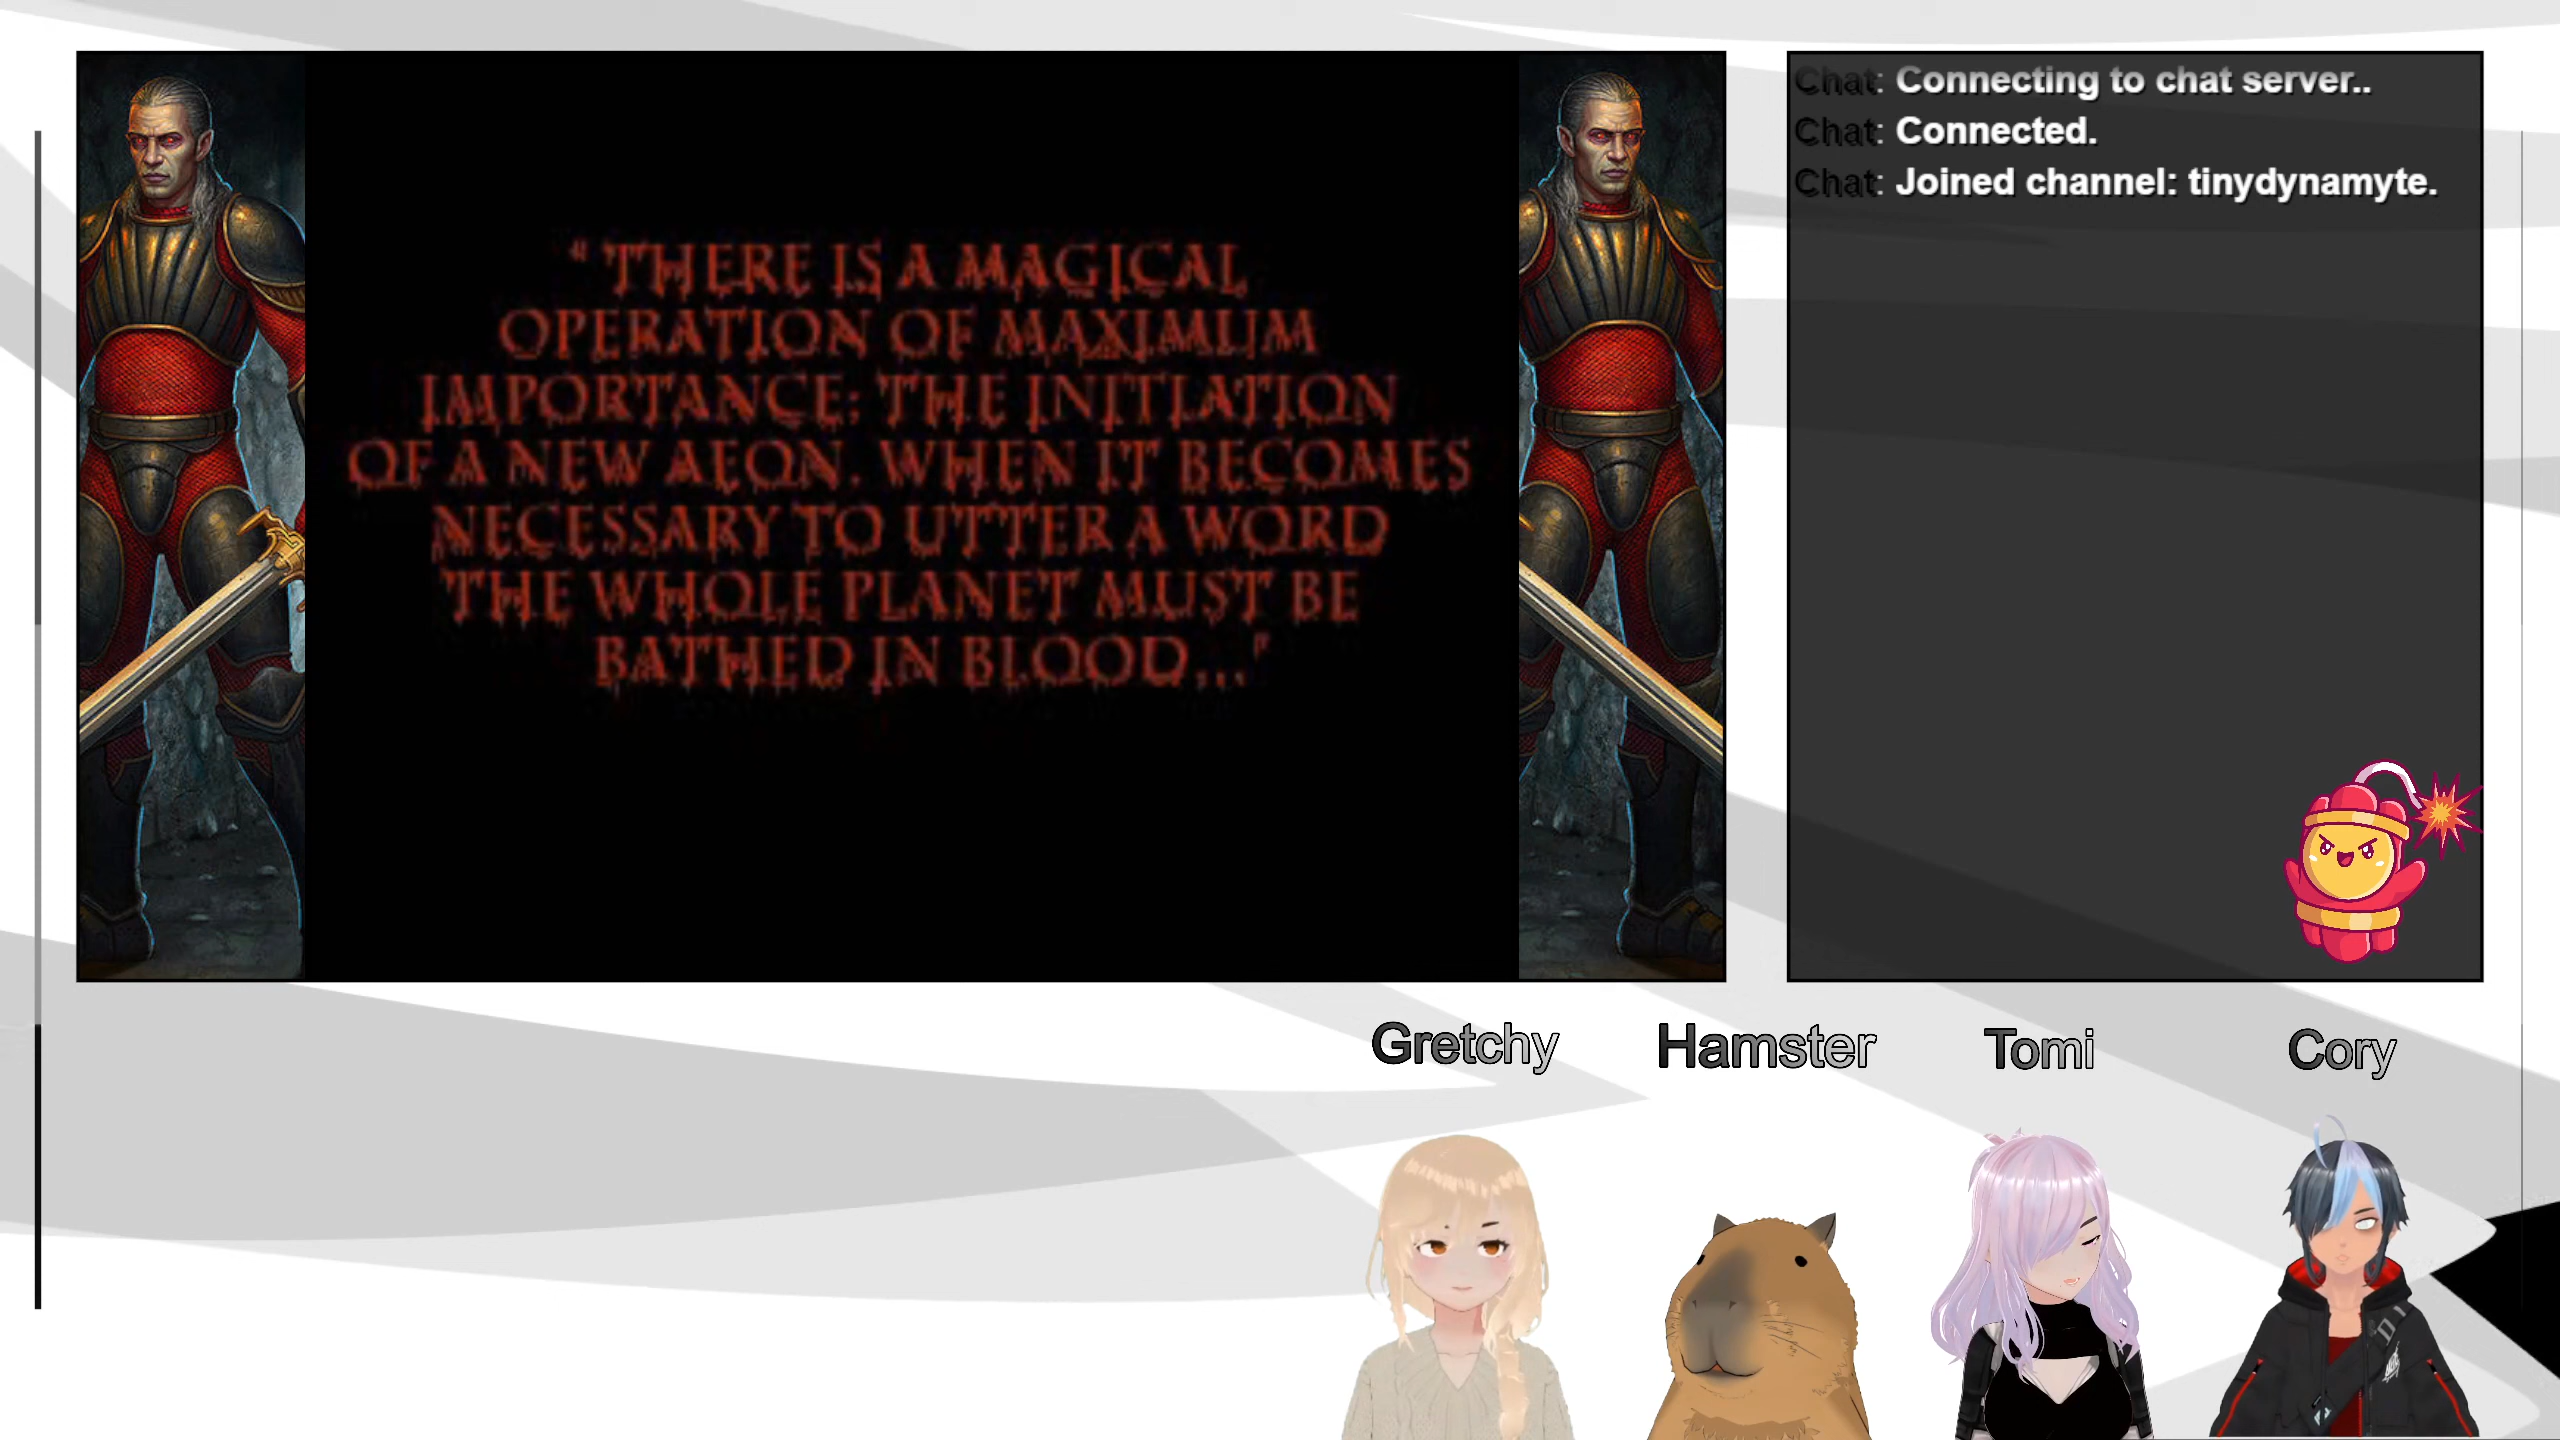 "THERE IS A MAGICAL
OPERATION OF MAXIMUM
IMPORTANCE: THE INITIATION
OF A NEW AEON. WHEN IT BECOMES
NECESSARY TO UTTER A WORD
THE WHOLE PLANET MUST BE
BATHED IN BLOOD..."
Chat: Connecting to chat server..
Chat: Connected.
Chat: Joined channel: tinydynamyte.
Gretchy
Hamster
Tomi
Cory